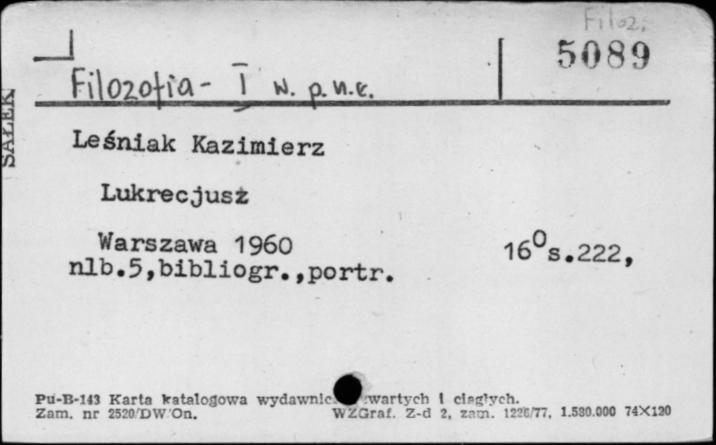 Filoz.
5089
Filozofia - I w. p.n.e.
SAŁEK
Leśniak Kazimierz
Lukrecjusz
Warszawa 1960 16⁰s.222,
nlb.5,bibliogr.,portr.
Pu-B-143 Karta katalogowa wydawnic wartych i ciągłych.
Zam. nr 2520/DW/On. WZGraf. Z-d 2, zam. 1226/77. 1.530.000 74X120